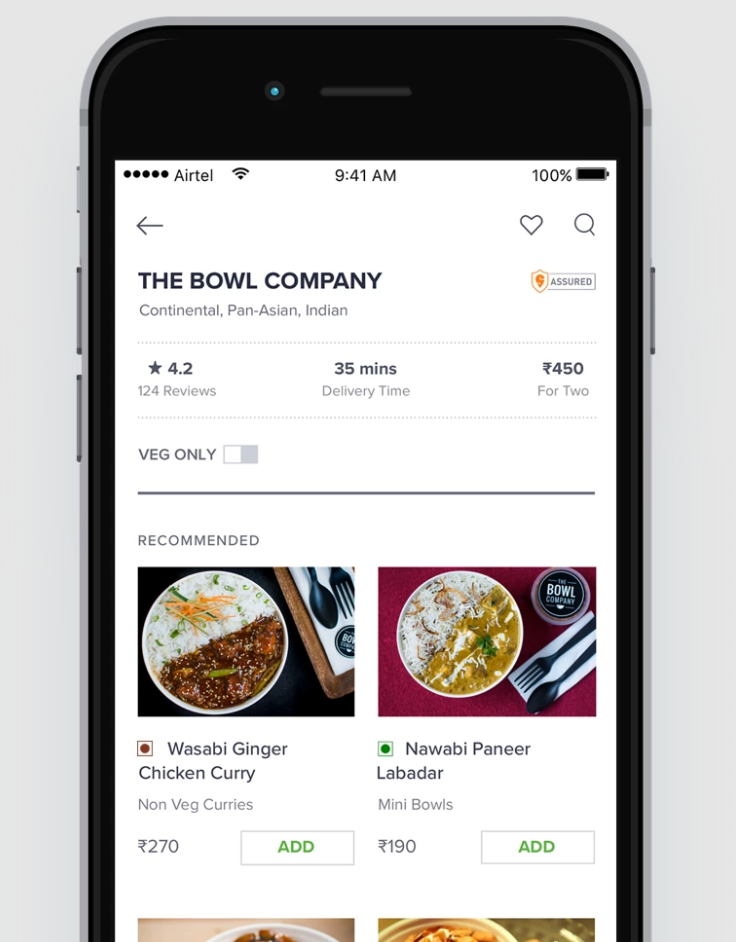 Airtel 9:41 AM 100%
THE BOWL COMPANY
ASSURED
Continental, Pan-Asian, Indian
★ 4.2 35 mins ₹450
124 Reviews Delivery Time For Two
VEG ONLY
RECOMMENDED
THE
BOWL
COMPANY
Wasabi Ginger
Chicken Curry
Non Veg Curries
₹270 ADD
Nawabi Paneer
Labadar
Mini Bowls
₹190 ADD